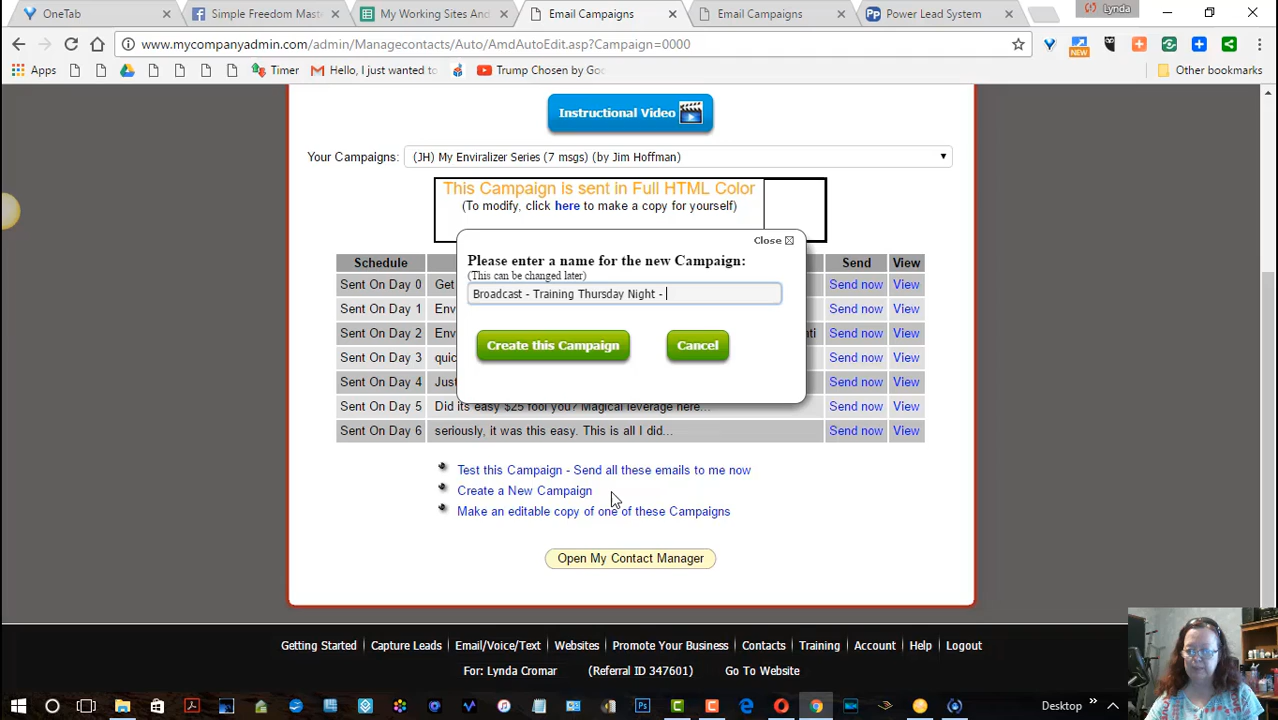 OneTab
Simple Freedom Mast
My Working Sites And
Email Campaigns
Email Campaigns
Power Lead System
Lynda
www.mycompanyadmin.com/admin/Managecontacts/Auto/AmdAutoEdit.asp?Campaign=0000
NEW
Apps
Timer
Hello, I just wanted to
Trump Chosen by Go
Other bookmarks
Instructional Video
Your Campaigns:
(JH) My Enviralizer Series (7 msgs) (by Jim Hoffman)
This Campaign is sent in Full HTML Color
(To modify, click here to make a copy for yourself)
Close
Please enter a name for the new Campaign:
(This can be changed later)
Broadcast - Training Thursday Night -
Create this Campaign
Cancel
Schedule
Send
View
Sent On Day 0
Get
Send now
View
Sent On Day 1
Env
Send now
View
Sent On Day 2
Env
ati
Send now
View
Sent On Day 3
quic
Send now
View
Sent On Day 4
Just
Send now
View
Sent On Day 5
Did its easy $25 fool you? Magical leverage here...
Send now
View
Sent On Day 6
seriously, it was this easy. This is all I did...
Send now
View
Test this Campaign - Send all these emails to me now
Create a New Campaign
Make an editable copy of one of these Campaigns
Open My Contact Manager
Getting Started
Capture Leads
Email/Voice/Text
Websites
Promote Your Business
Contacts
Training
Account
Help
Logout
For: Lynda Cromar
(Referral ID 347601)
Go To Website
Desktop